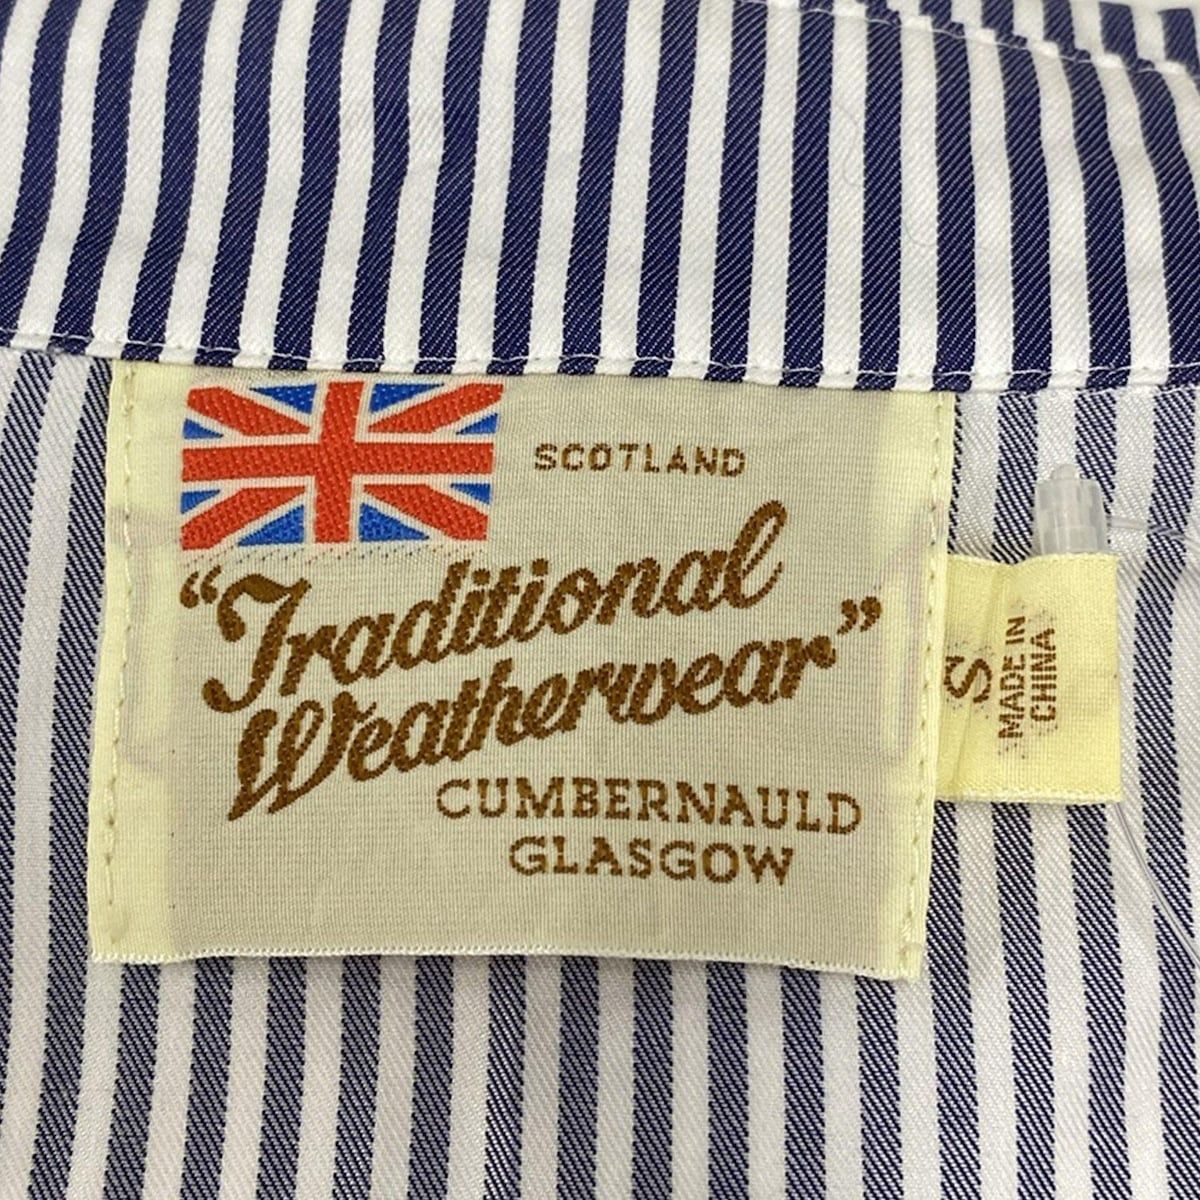 SCOTLAND
"Traditional
Weatherwear"
CUMBERNAULD
GLASGOW
S
MADE IN
CHINA